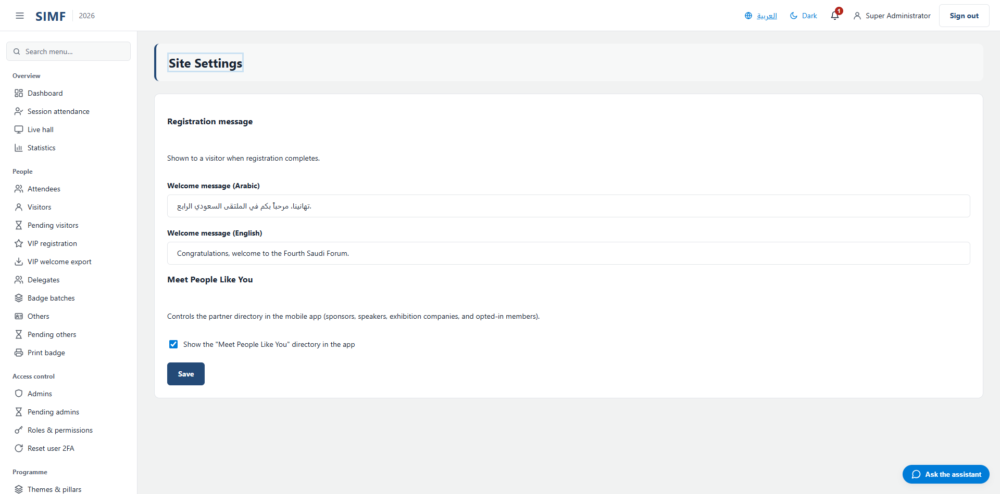 SIMF
2026
العربية
Dark
1
Super Administrator
Sign out
Search menu...
Overview
Dashboard
Session attendance
Live hall
Statistics
People
Attendees
Visitors
Pending visitors
VIP registration
VIP welcome export
Delegates
Badge batches
Others
Pending others
Print badge
Access control
Admins
Pending admins
Roles & permissions
Reset user 2FA
Programme
Themes & pillars
Site Settings
Registration message
Shown to a visitor when registration completes.
Welcome message (Arabic)
تهانينا، مرحباً بكم في الملتقى السعودي الرابع.
Welcome message (English)
Congratulations, welcome to the Fourth Saudi Forum.
Meet People Like You
Controls the partner directory in the mobile app (sponsors, speakers, exhibition companies, and opted-in members).
Show the "Meet People Like You" directory in the app
Save
Ask the assistant